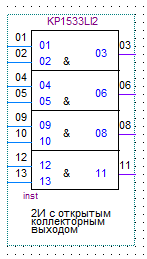 КР1533ЛИ2
01 01 03 03
02 02 &
04 04 06 06
05 05 &
09 09 08 08
10 10 &
12 12 11 11
13 13 &
inst
2И с открытым
коллекторным
выходом